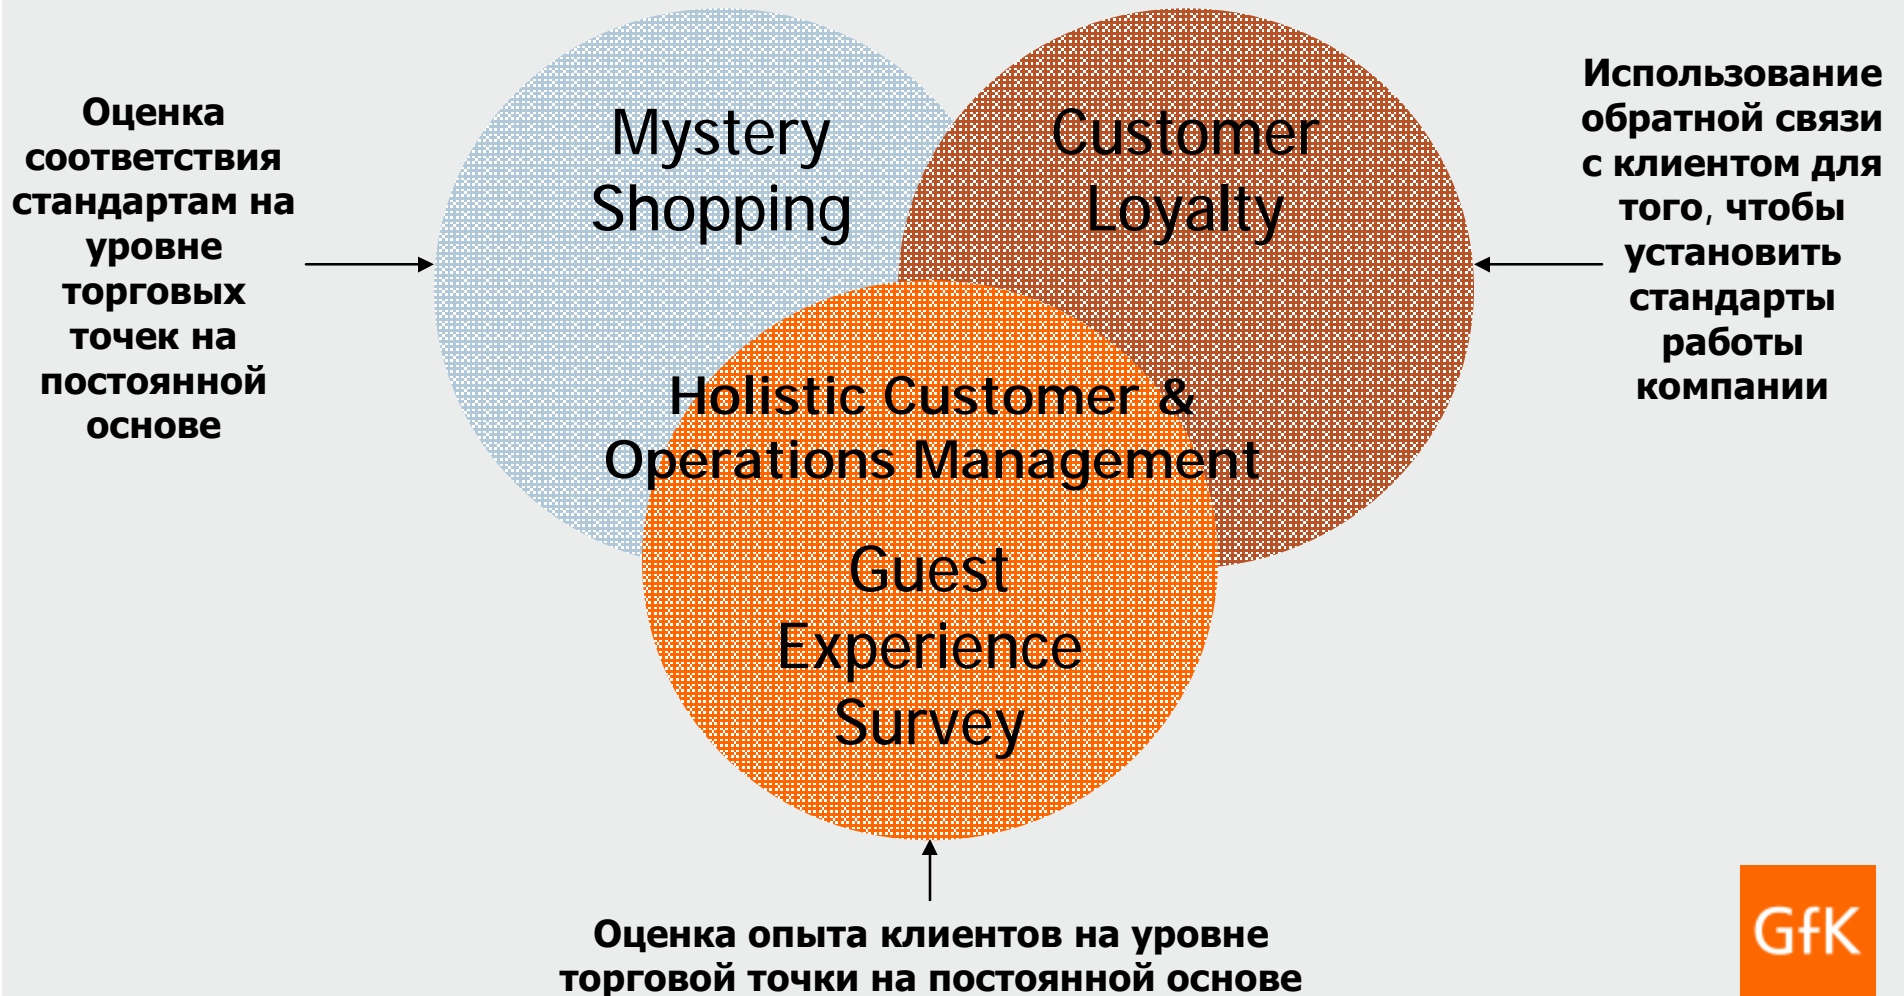 Оценка
соответствия
стандартам на
уровне
торговых
точек на
постоянной
основе
Mystery
Shopping
Customer
Loyalty
Использование
обратной связи
с клиентом для
того, чтобы
установить
стандарты
работы
компании
Holistic Customer &
Operations Management
Guest
Experience
Survey
Оценка опыта клиентов на уровне
торговой точки на постоянной основе
GfK